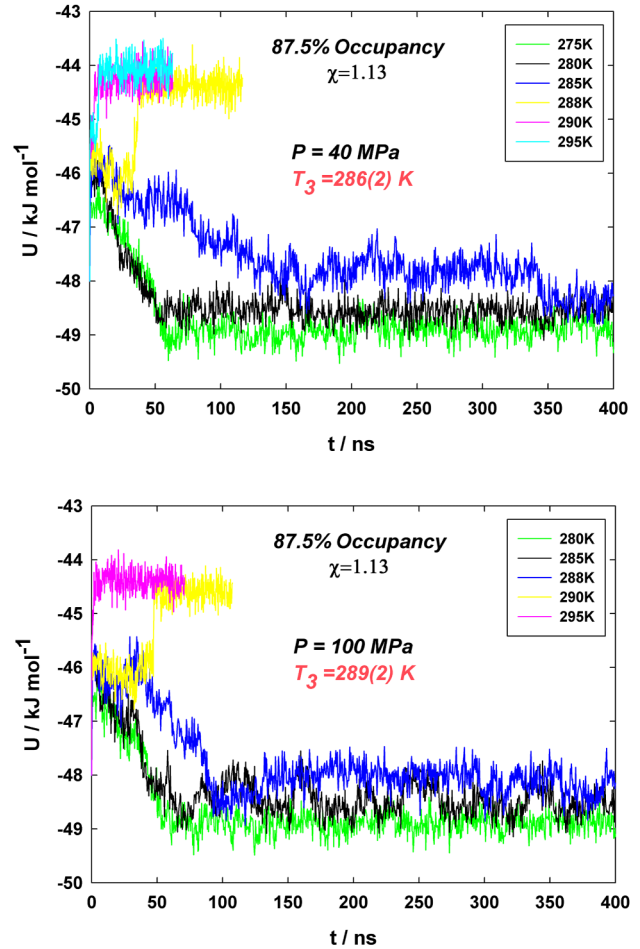 -43
87.5% Occupancy
χ=1.13
275K
280K
285K
288K
290K
295K
-44
-45
P = 40 MPa
T3 =286(2) K
-46
U / kJ mol-1
-47
-48
-49
-50
0 50 100 150 200 250 300 350 400
t / ns
-43
87.5% Occupancy
χ=1.13
280K
285K
288K
290K
295K
-44
-45
P = 100 MPa
T3 =289(2) K
-46
U / kJ mol-1
-47
-48
-49
-50
0 50 100 150 200 250 300 350 400
t / ns